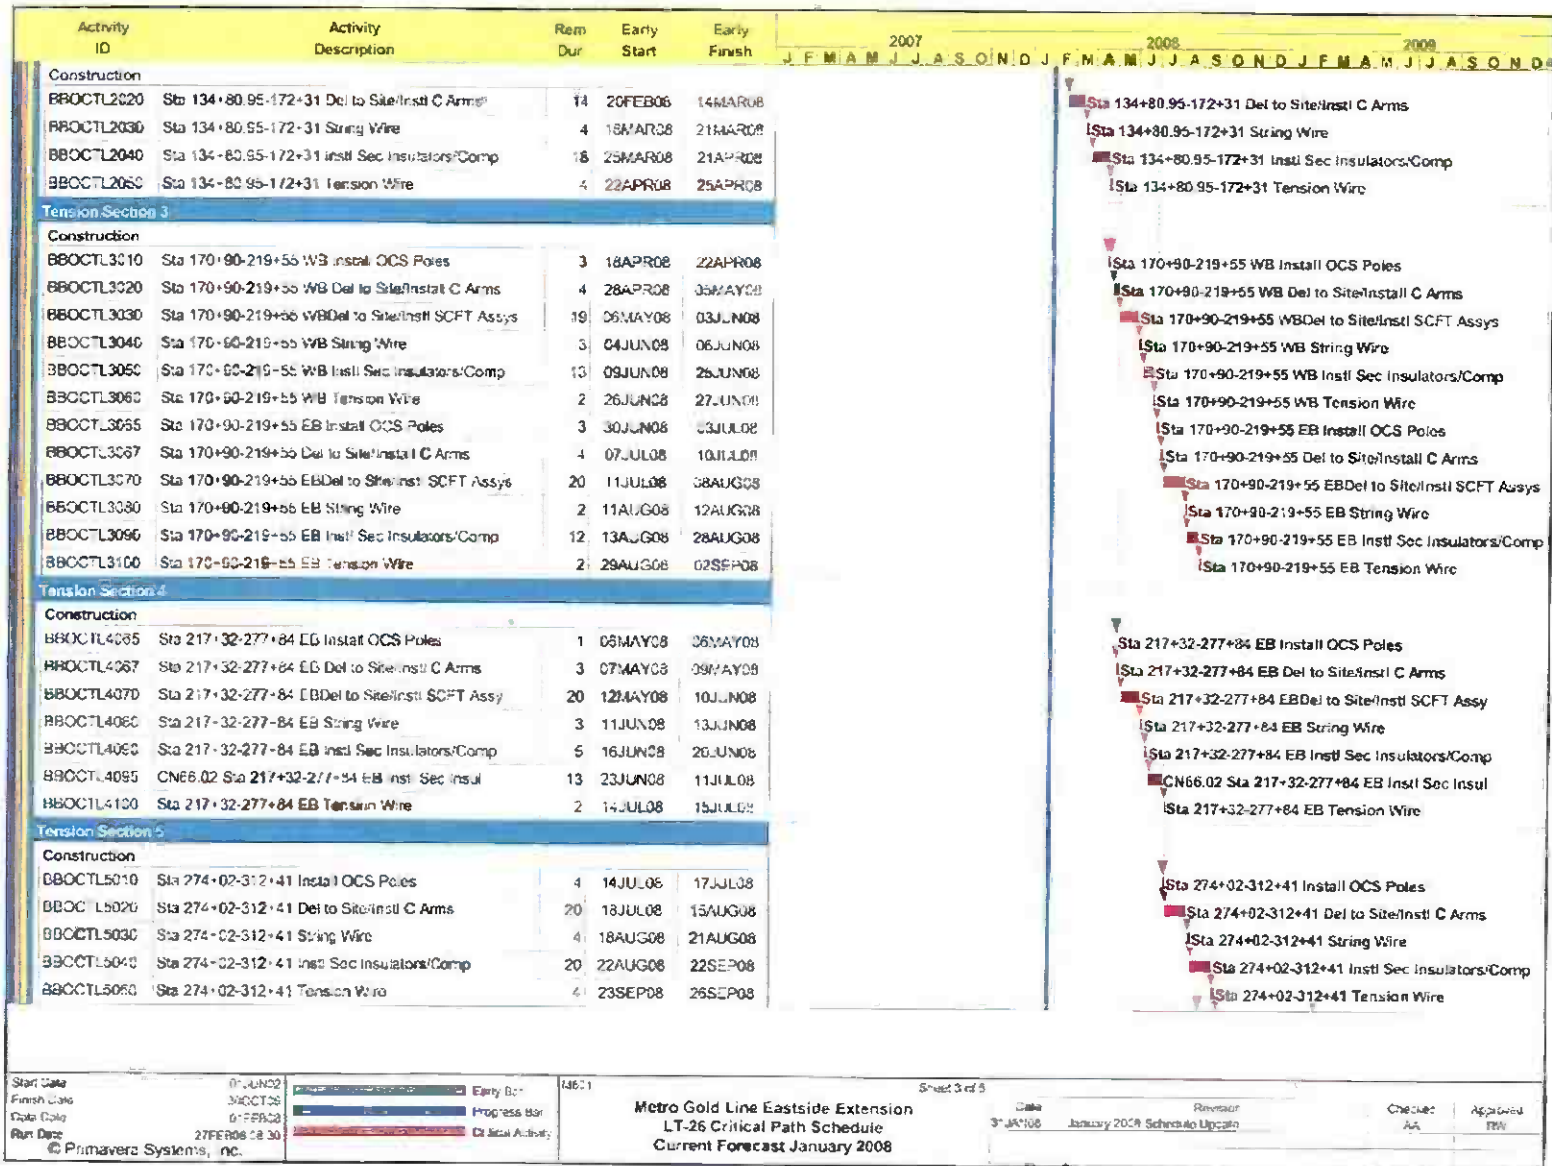 Activity ID Activity Description Rem Dur Early Start Early Finish 2007 2008 2009
J F M A M J J A S O N D J F M A M J J A S O N D J F M A M J J A S O N D
Construction
BBOCTL2020 Sta 134+80.95-172+31 Del to Site/Instl C Arms 14 20FEB08 14MAR08 Sta 134+80.95-172+31 Del to Site/Instl C Arms
BBOCTL2030 Sta 134+80.95-172+31 String Wire 4 18MAR08 21MAR08 Sta 134+80.95-172+31 String Wire
BBOCTL2040 Sta 134+80.95-172+31 Instl Sec Insulators/Comp 18 25MAR08 21APR08 Sta 134+80.95-172+31 Instl Sec Insulators/Comp
BBOCTL2050 Sta 134+80.95-172+31 Tension Wire 4 22APR08 25APR08 Sta 134+80.95-172+31 Tension Wire
Tension Section 3
Construction
BBOCTL3010 Sta 170+90-219+55 WB Install OCS Poles 3 18APR08 22APR08 Sta 170+90-219+55 WB Install OCS Poles
BBOCTL3020 Sta 170+90-219+55 WB Del to Site/Install C Arms 4 28APR08 05MAY08 Sta 170+90-219+55 WB Del to Site/Install C Arms
BBOCTL3030 Sta 170+90-219+55 WBDel to Site/Instl SCFT Assys 19 06MAY08 03JUN08 Sta 170+90-219+55 WBDel to Site/Instl SCFT Assys
BBOCTL3040 Sta 170+90-219+55 WB String Wire 3 04JUN08 06JUN08 Sta 170+90-219+55 WB String Wire
BBOCTL3050 Sta 170+90-219+55 WB Instl Sec Insulators/Comp 13 09JUN08 25JUN08 Sta 170+90-219+55 WB Instl Sec Insulators/Comp
BBOCTL3060 Sta 170+90-219+55 WB Tension Wire 2 26JUN08 27JUN08 Sta 170+90-219+55 WB Tension Wire
BBOCTL3065 Sta 170+90-219+55 EB Install OCS Poles 3 30JUN08 03JUL08 Sta 170+90-219+55 EB Install OCS Poles
BBOCTL3067 Sta 170+90-219+55 Del to Site/Install C Arms 4 07JUL08 10JUL08 Sta 170+90-219+55 Del to Site/Install C Arms
BBOCTL3070 Sta 170+90-219+55 EBDel to Site/Instl SCFT Assys 20 11JUL08 08AUG08 Sta 170+90-219+55 EBDel to Site/Instl SCFT Assys
BBOCTL3080 Sta 170+90-219+55 EB String Wire 2 11AUG08 12AUG08 Sta 170+90-219+55 EB String Wire
BBOCTL3090 Sta 170+90-219+55 EB Instl Sec Insulators/Comp 12 13AUG08 28AUG08 Sta 170+90-219+55 EB Instl Sec Insulators/Comp
BBOCTL3100 Sta 170+90-219+55 EB Tension Wire 2 29AUG08 02SEP08 Sta 170+90-219+55 EB Tension Wire
Tension Section 4
Construction
BBOCTL4065 Sta 217+32-277+84 EB Install OCS Poles 1 06MAY08 06MAY08 Sta 217+32-277+84 EB Install OCS Poles
BBOCTL4067 Sta 217+32-277+84 EB Del to Site/Instl C Arms 3 07MAY08 09MAY08 Sta 217+32-277+84 EB Del to Site/Instl C Arms
BBOCTL4070 Sta 217+32-277+84 EBDel to Site/Instl SCFT Assy 20 12MAY08 10JUN08 Sta 217+32-277+84 EBDel to Site/Instl SCFT Assy
BBOCTL4080 Sta 217+32-277+84 EB String Wire 3 11JUN08 13JUN08 Sta 217+32-277+84 EB String Wire
BBOCTL4090 Sta 217+32-277+84 EB Instl Sec Insulators/Comp 5 16JUN08 20JUN08 Sta 217+32-277+84 EB Instl Sec Insulators/Comp
BBOCTL4095 CN66.02 Sta 217+32-277+84 EB Instl Sec Insul 13 23JUN08 11JUL08 CN66.02 Sta 217+32-277+84 EB Instl Sec Insul
BBOCTL4100 Sta 217+32-277+84 EB Tension Wire 2 14JUL08 15JUL08 Sta 217+32-277+84 EB Tension Wire
Tension Section 5
Construction
BBOCTL5010 Sta 274+02-312+41 Install OCS Poles 4 14JUL08 17JUL08 Sta 274+02-312+41 Install OCS Poles
BBOCTL5020 Sta 274+02-312+41 Del to Site/Instl C Arms 20 18JUL08 15AUG08 Sta 274+02-312+41 Del to Site/Instl C Arms
BBOCTL5030 Sta 274+02-312+41 String Wire 4 18AUG08 21AUG08 Sta 274+02-312+41 String Wire
BBOCTL5040 Sta 274+02-312+41 Instl Sec Insulators/Comp 20 22AUG08 22SEP08 Sta 274+02-312+41 Instl Sec Insulators/Comp
BBOCTL5050 Sta 274+02-312+41 Tension Wire 4 23SEP08 26SEP08 Sta 274+02-312+41 Tension Wire
Start Date 01JUN02
Finish Date 30OCT09
Data Date 01FEB08
Run Date 27FEB08 08:30
© Primavera Systems, Inc.
Early Bar
Progress Bar
Critical Activity
Sheet 3 of 5
Metro Gold Line Eastside Extension
LT-26 Critical Path Schedule
Current Forecast January 2008
Date Revision Checked Approved
31JAN08 January 2008 Schedule Update AA RW